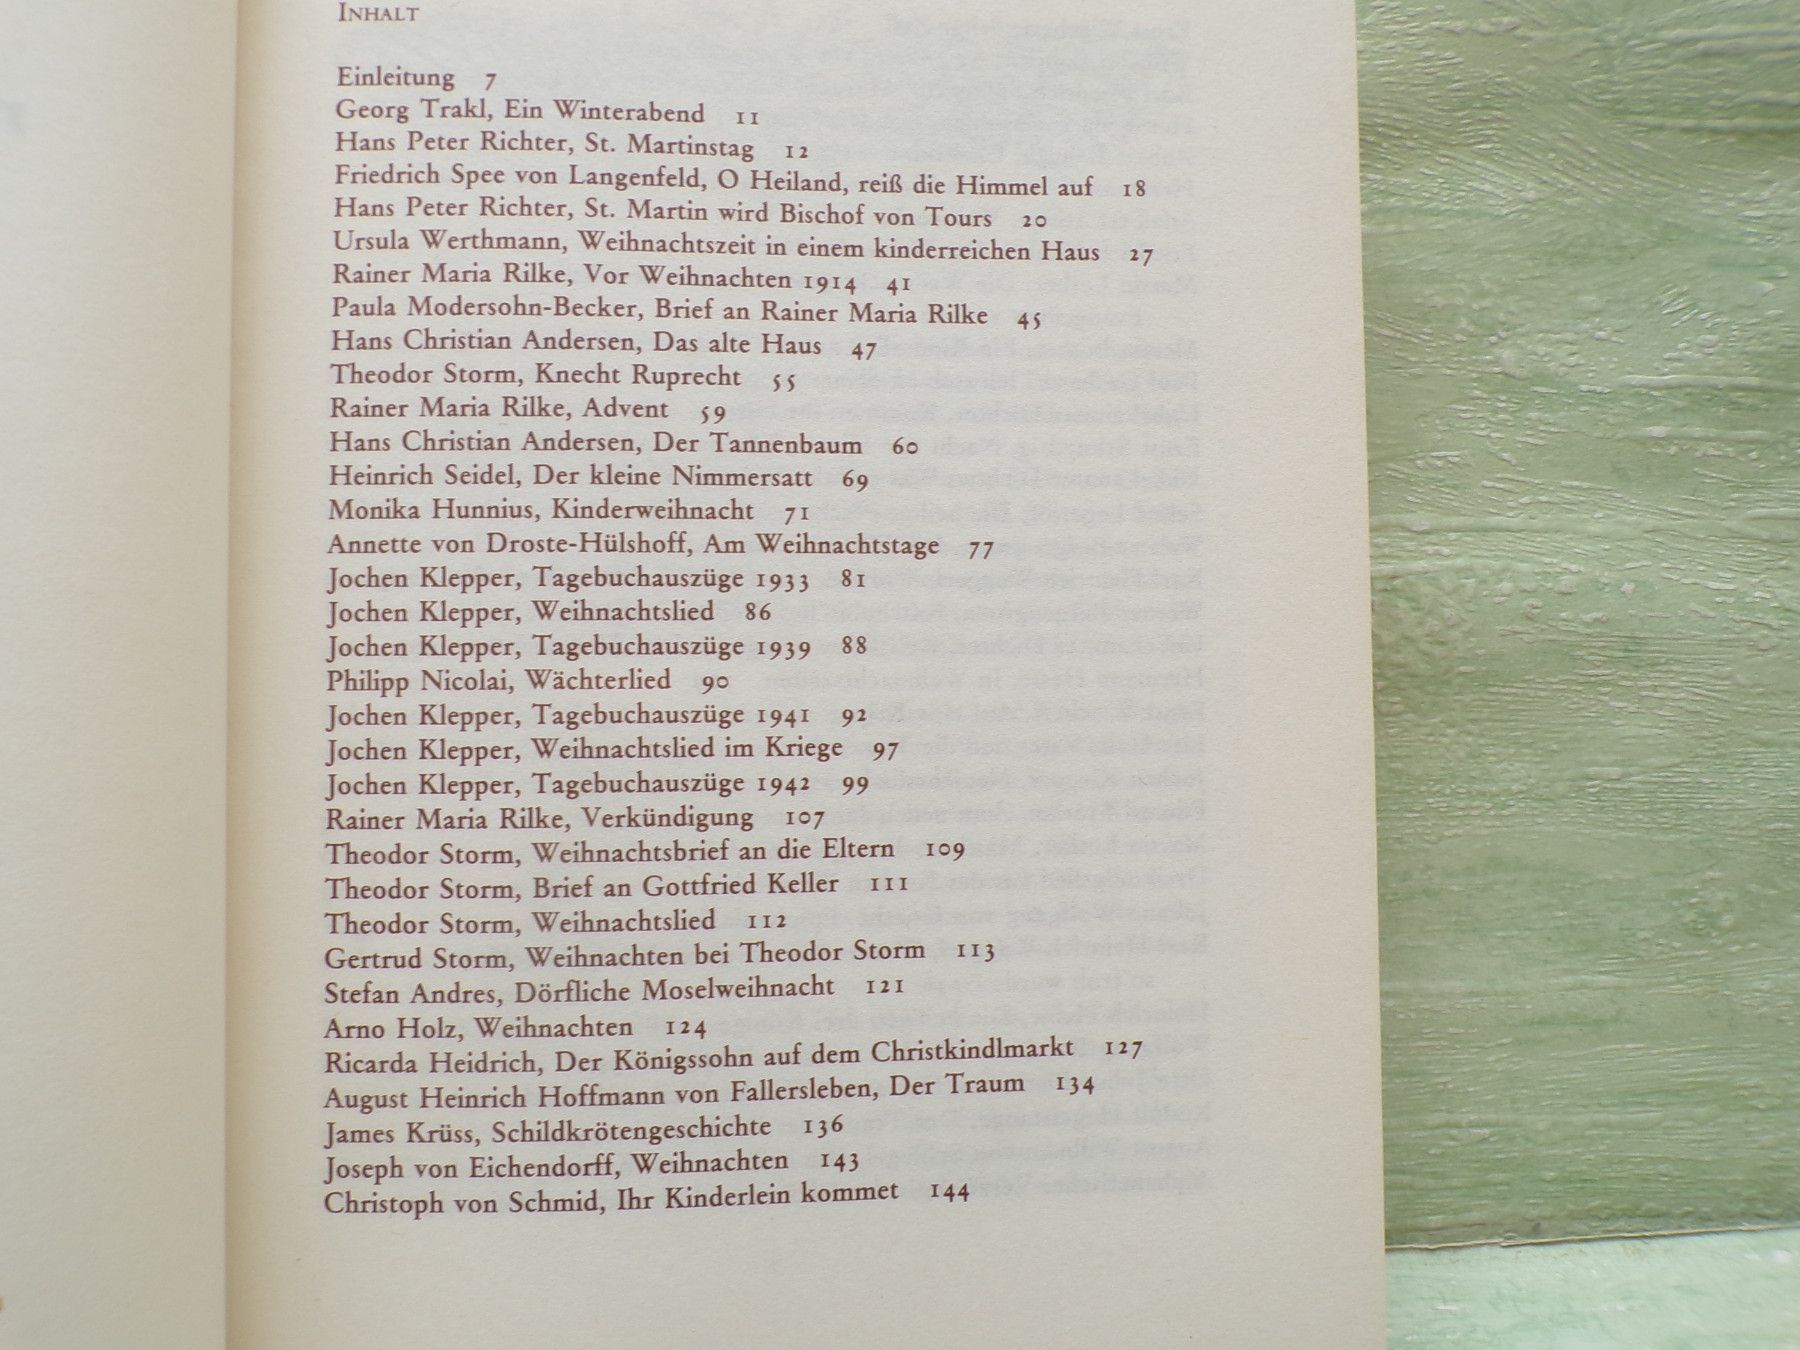 INHALT
Einleitung 7
Georg Trakl, Ein Winterabend 11
Hans Peter Richter, St. Martinstag 12
Friedrich Spee von Langenfeld, O Heiland, reiß die Himmel auf 18
Hans Peter Richter, St. Martin wird Bischof von Tours 20
Ursula Werthmann, Weihnachtszeit in einem kinderreichen Haus 27
Rainer Maria Rilke, Vor Weihnachten 1914 41
Paula Modersohn-Becker, Brief an Rainer Maria Rilke 45
Hans Christian Andersen, Das alte Haus 47
Theodor Storm, Knecht Ruprecht 55
Rainer Maria Rilke, Advent 59
Hans Christian Andersen, Der Tannenbaum 60
Heinrich Seidel, Der kleine Nimmersatt 69
Monika Hunnius, Kinderweihnacht 71
Annette von Droste-Hülshoff, Am Weihnachtstage 77
Jochen Klepper, Tagebuchauszüge 1933 81
Jochen Klepper, Weihnachtslied 86
Jochen Klepper, Tagebuchauszüge 1939 88
Philipp Nicolai, Wächterlied 90
Jochen Klepper, Tagebuchauszüge 1941 92
Jochen Klepper, Weihnachtslied im Kriege 97
Jochen Klepper, Tagebuchauszüge 1942 99
Rainer Maria Rilke, Verkündigung 107
Theodor Storm, Weihnachtsbrief an die Eltern 109
Theodor Storm, Brief an Gottfried Keller 111
Theodor Storm, Weihnachtslied 112
Gertrud Storm, Weihnachten bei Theodor Storm 113
Stefan Andres, Dörfliche Moselweihnacht 121
Arno Holz, Weihnachten 124
Ricarda Heidrich, Der Königssohn auf dem Christkindlmarkt 127
August Heinrich Hoffmann von Fallersleben, Der Traum 134
James Krüss, Schildkrötengeschichte 136
Joseph von Eichendorff, Weihnachten 143
Christoph von Schmid, Ihr Kinderlein kommet 144